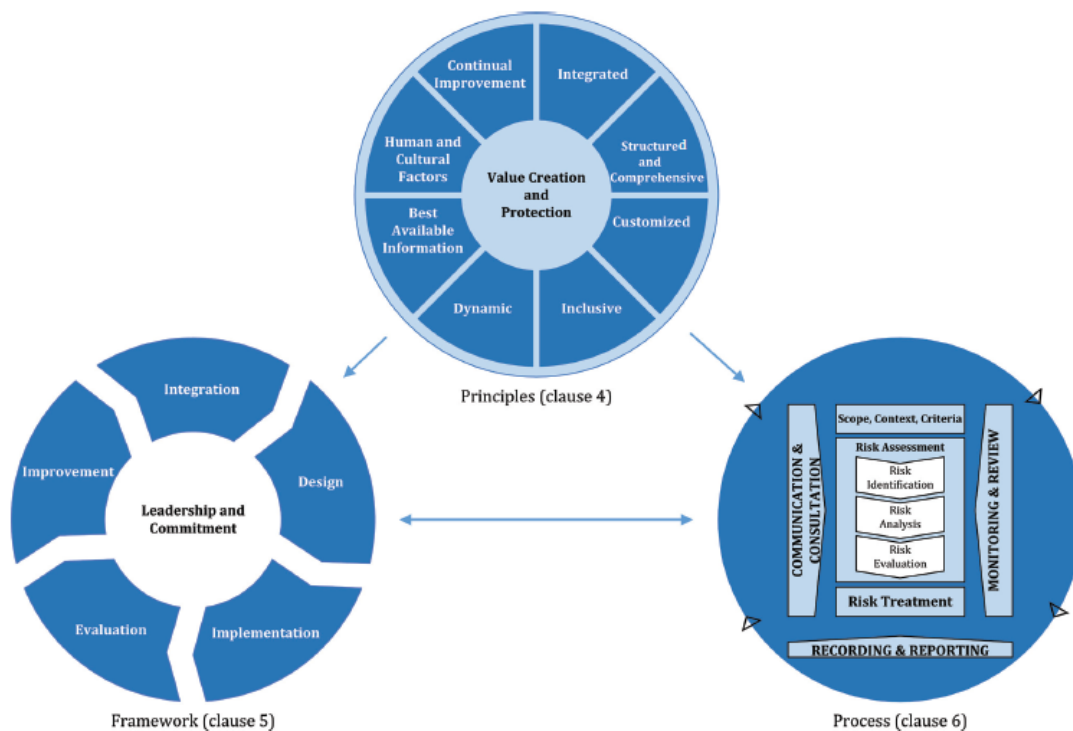 Continual
Improvement
Integrated
Human and
Cultural
Factors
Structured
and
Comprehensive
Value Creation
and
Protection
Best
Available
Information
Customized
Dynamic
Inclusive
Principles (clause 4)
Integration
Improvement
Design
Leadership and
Commitment
Evaluation
Implementation
Framework (clause 5)
Scope, Context, Criteria
Risk Assessment
Risk
Identification
Risk
Analysis
Risk
Evaluation
Risk Treatment
COMMUNICATION &
CONSULTATION
MONITORING & REVIEW
RECORDING & REPORTING
Process (clause 6)